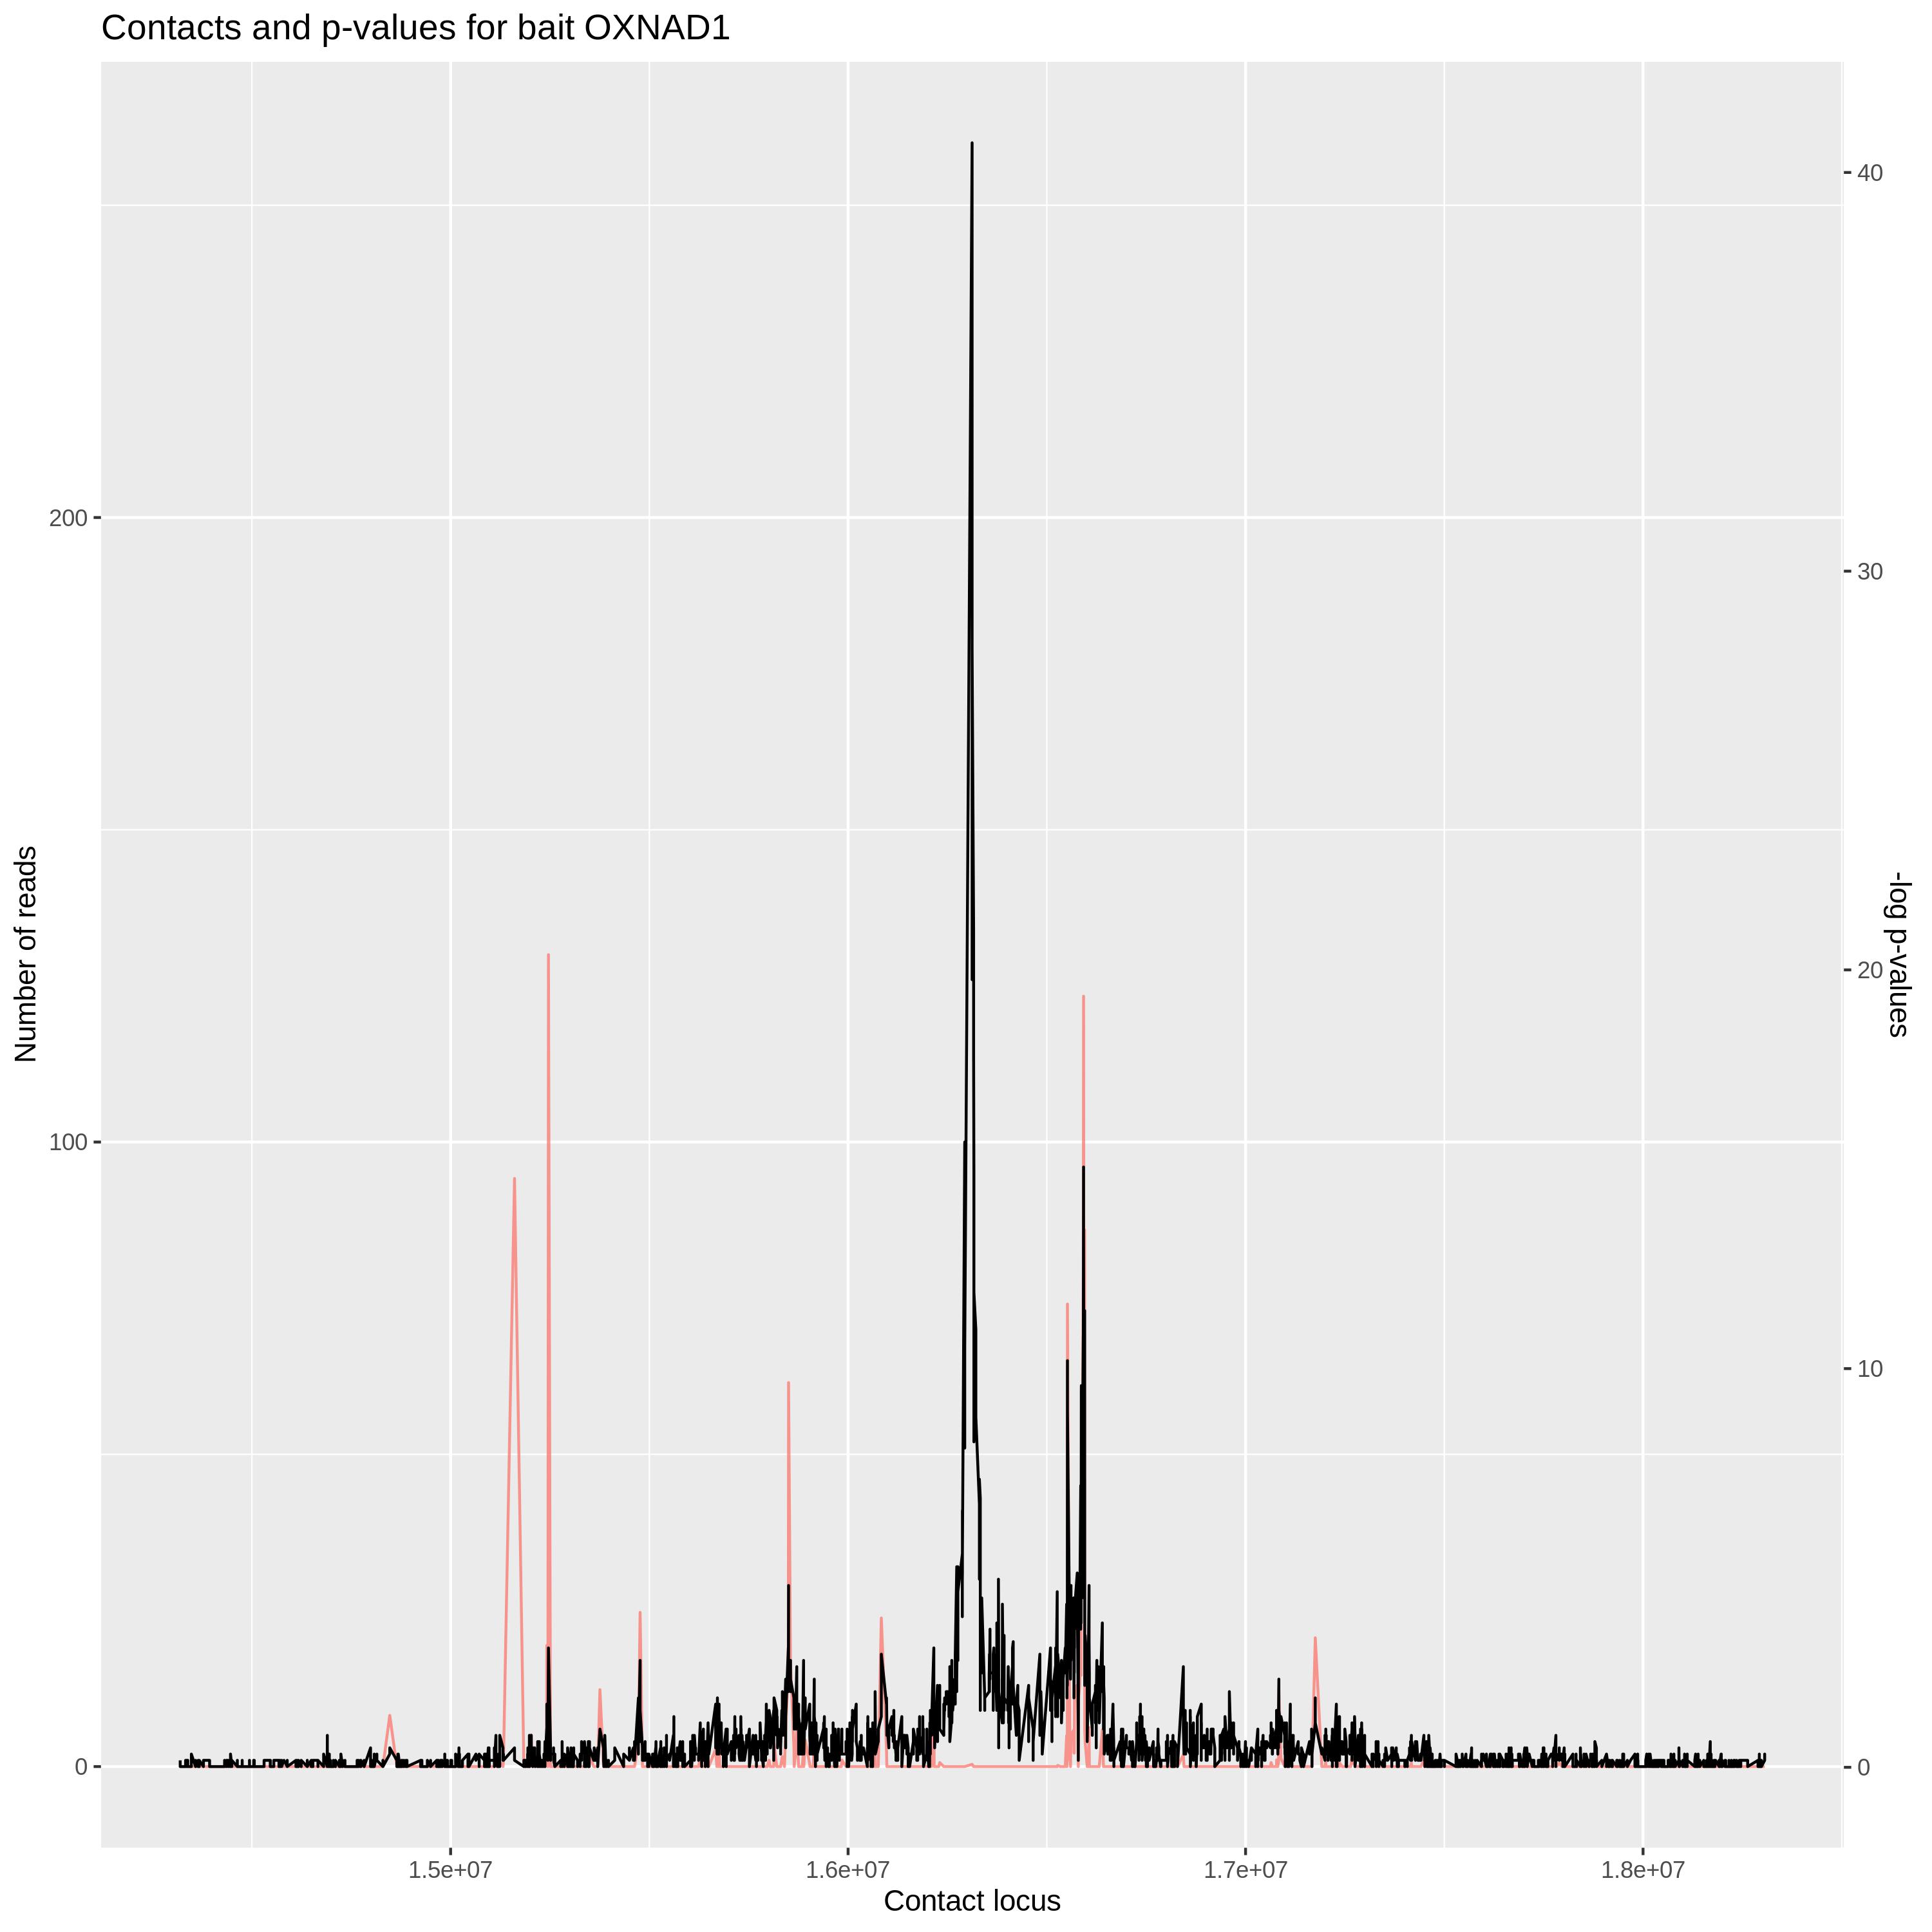 Contacts and p-values for bait OXNAD1
Number of reads
200
100
0
40
30
20
10
0
-log p-values
1.5e+07
1.6e+07
1.7e+07
1.8e+07
Contact locus